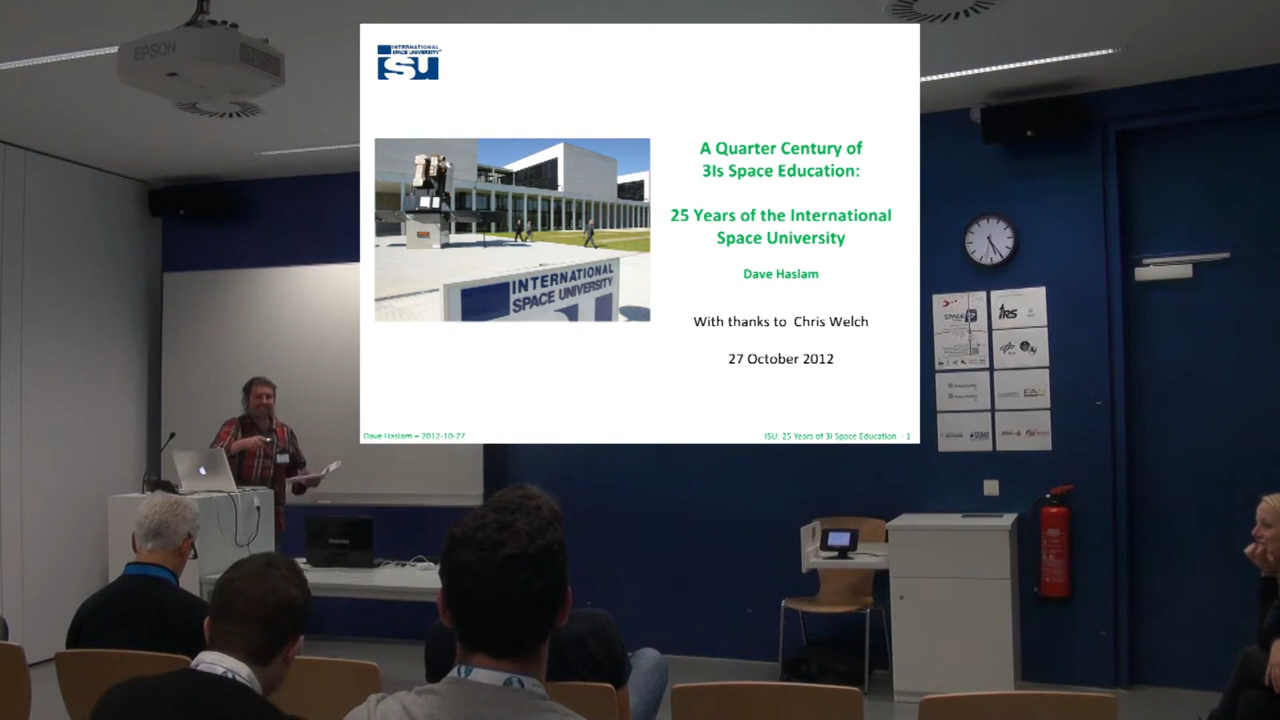 EPSON
INTERNATIONAL
SPACE UNIVERSITY
ISU
A Quarter Century of
3Is Space Education:
25 Years of the International
Space University
Dave Haslam
With thanks to Chris Welch
27 October 2012
INTERNATIONAL
SPACE UNIVERSITY
Dave Haslam – 2012-10-27
ISU: 25 Years of 3I Space Education - 1
SPACE
IRS
DLR